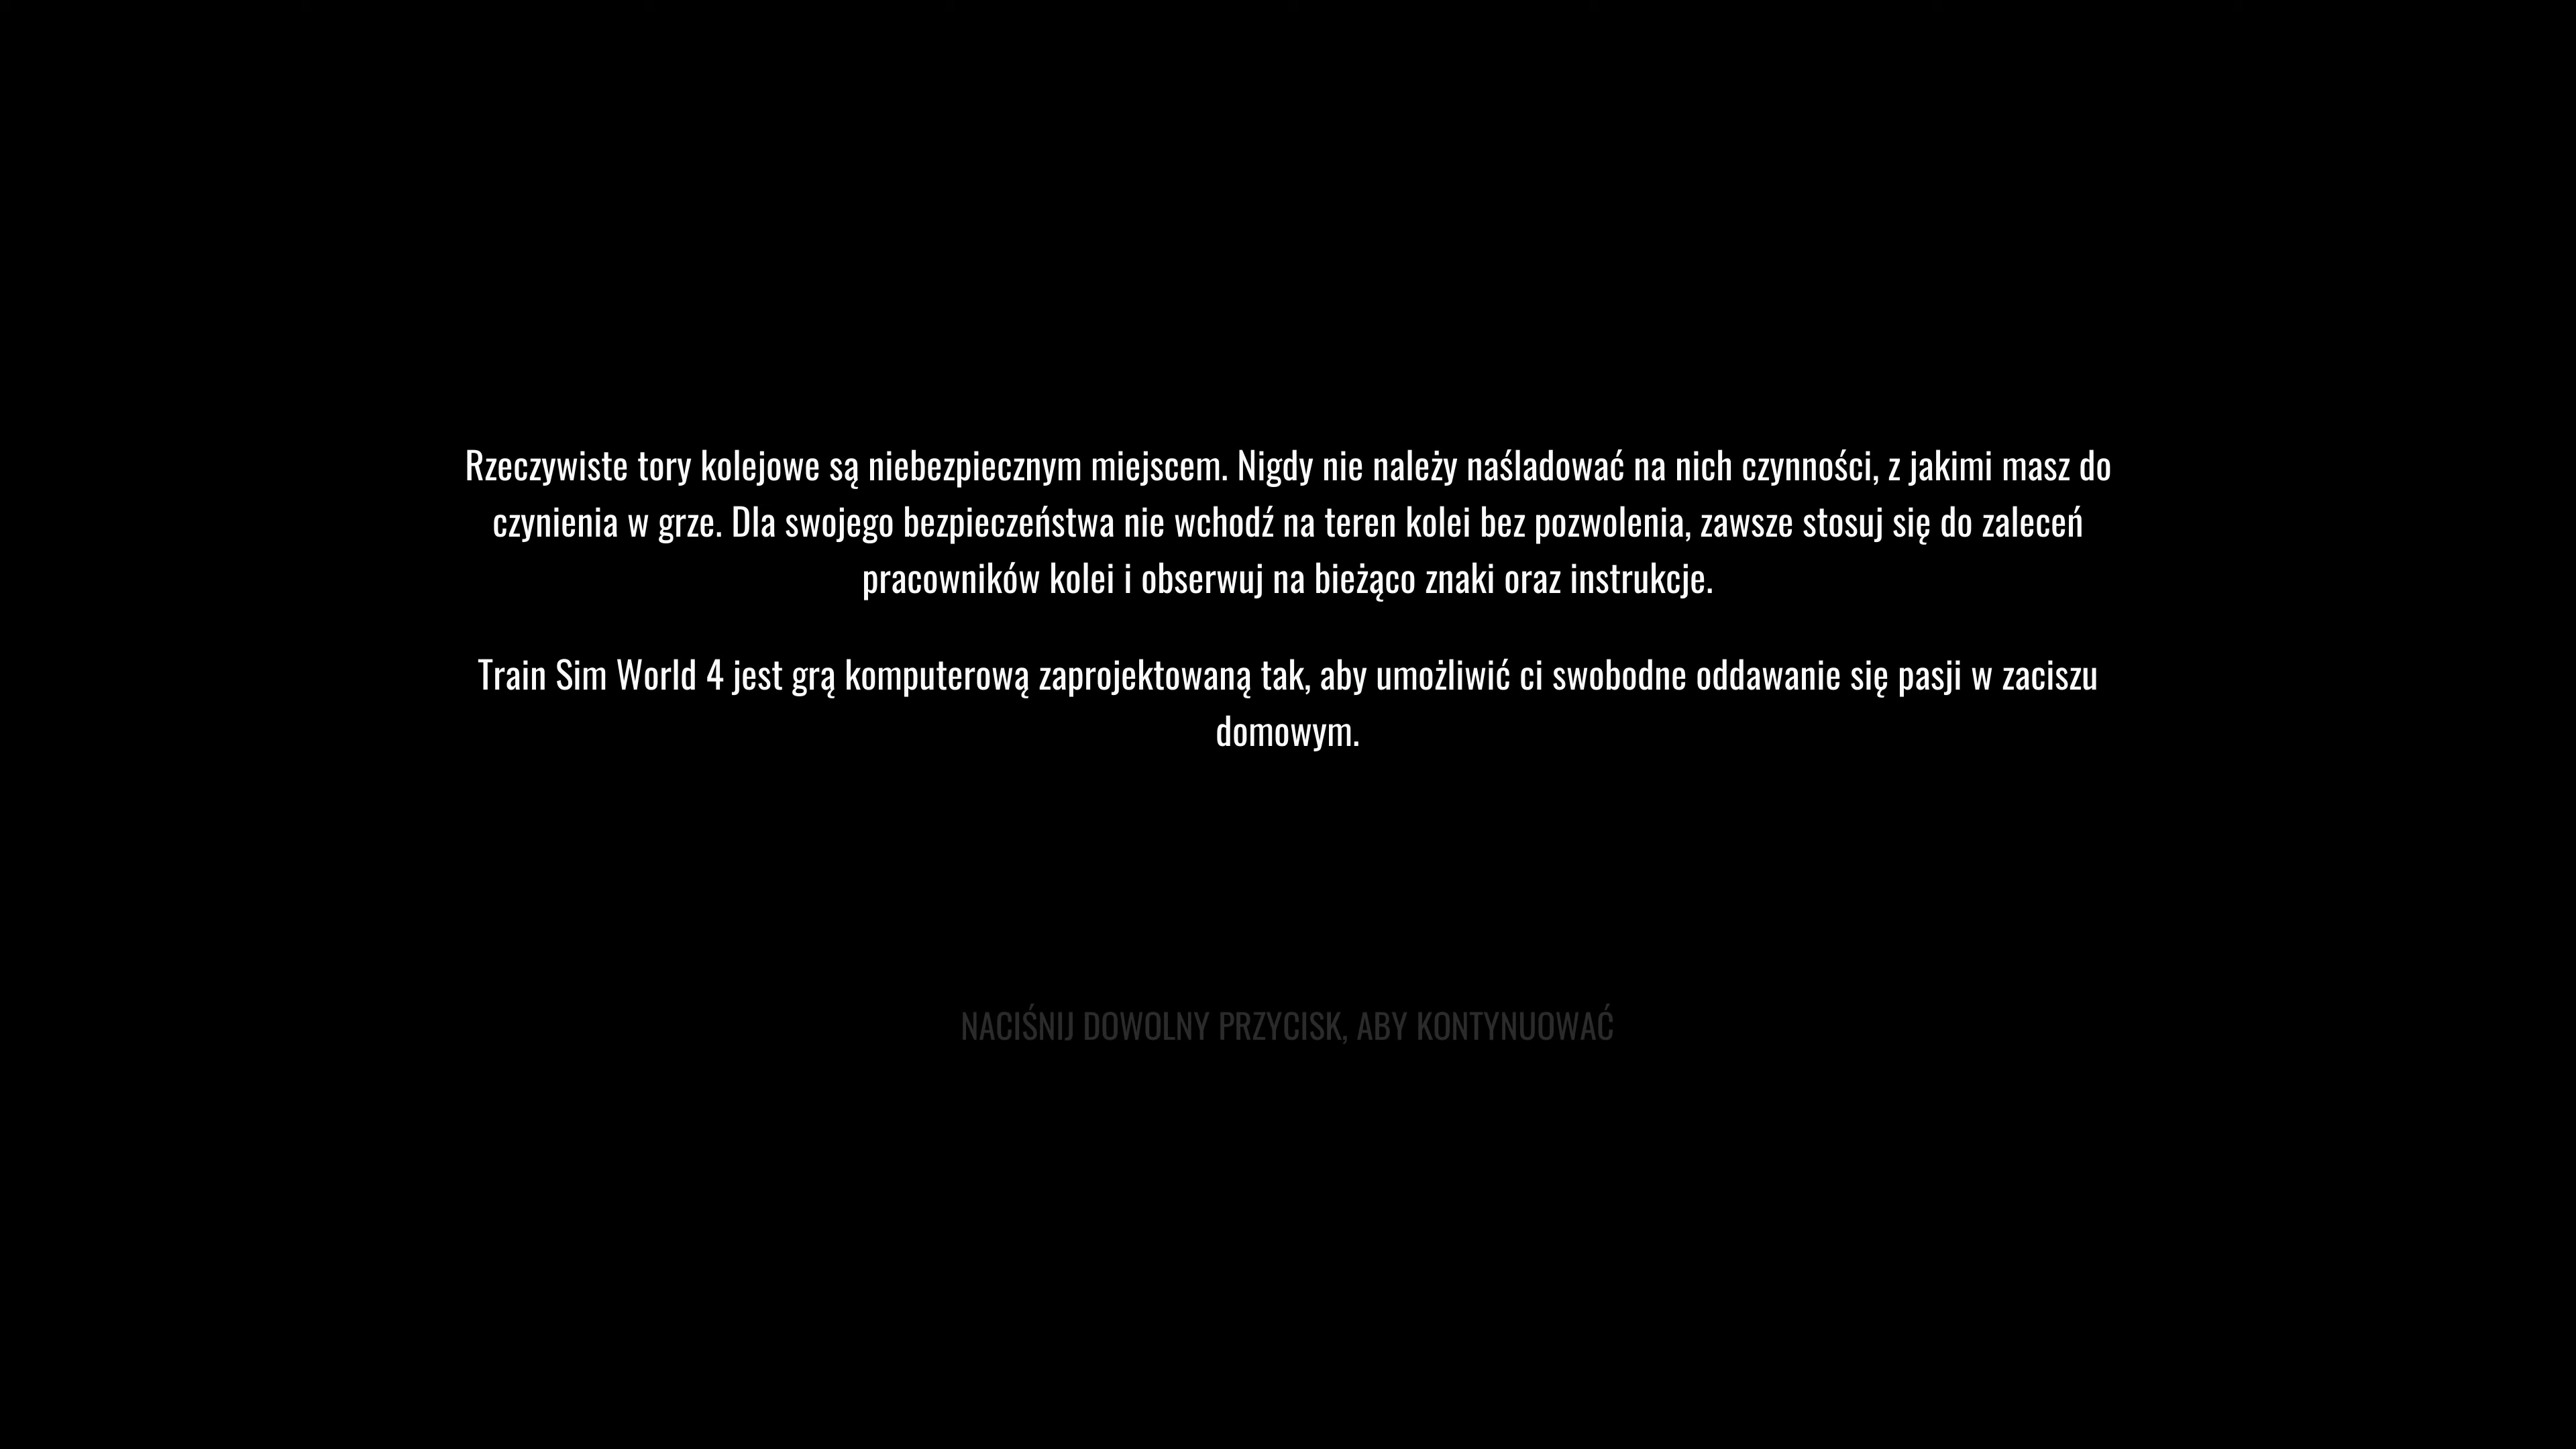 Rzeczywiste tory kolejowe są niebezpiecznym miejscem. Nigdy nie należy naśladować na nich czynności, z jakimi masz do
czynienia w grze. Dla swojego bezpieczeństwa nie wchodź na teren kolei bez pozwolenia, zawsze stosuj się do zaleceń
pracowników kolei i obserwuj na bieżąco znaki oraz instrukcje.
Train Sim World 4 jest grą komputerową zaprojektowaną tak, aby umożliwić ci swobodne oddawanie się pasji w zaciszu
domowym.
NACIŚNIJ DOWOLNY PRZYCISK, ABY KONTYNUOWAĆ